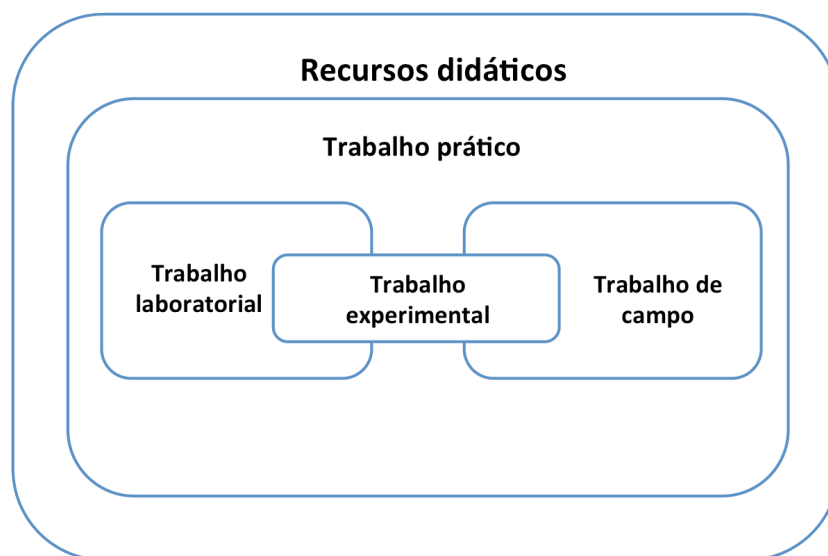 Recursos didáticos
Trabalho prático
Trabalho
laboratorial
Trabalho
experimental
Trabalho de
campo